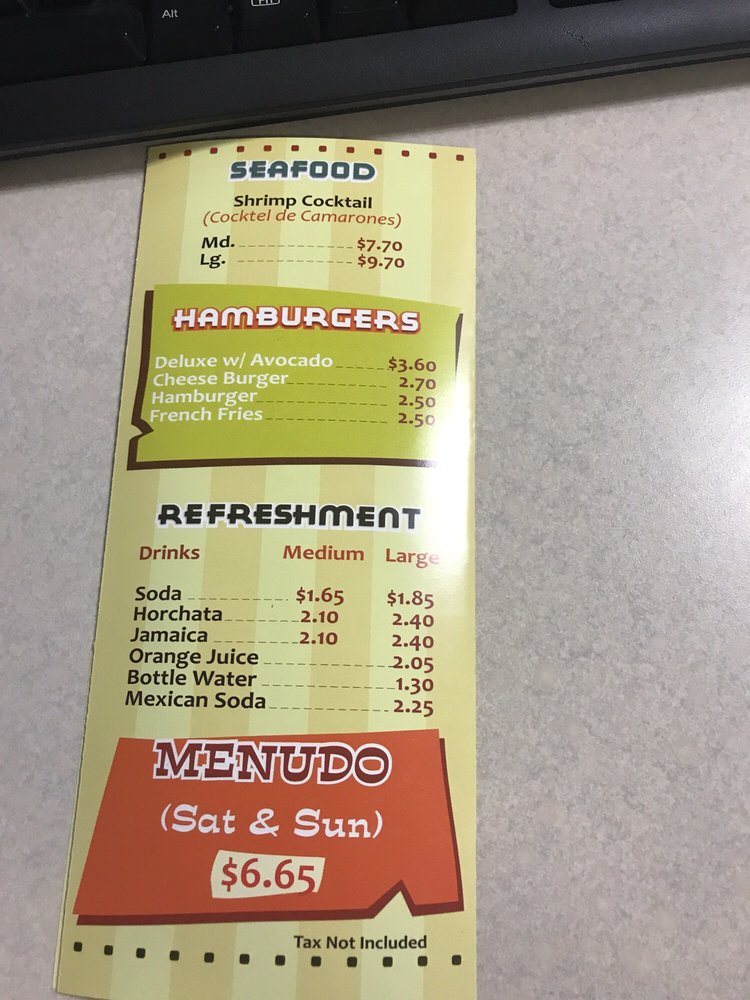 Alt
Fn
SEAFOOD
Shrimp Cocktail
(Cocktel de Camarones)
Md. $7.70
Lg. $9.70
HAMBURGERS
Deluxe w/ Avocado $3.60
Cheese Burger 2.70
Hamburger 2.50
French Fries 2.50
REFRESHMENT
Drinks Medium Large
Soda $1.65 $1.85
Horchata 2.10 2.40
Jamaica 2.10 2.40
Orange Juice 2.05
Bottle Water 1.30
Mexican Soda 2.25
MENUDO
(Sat & Sun)
$6.65
Tax Not Included